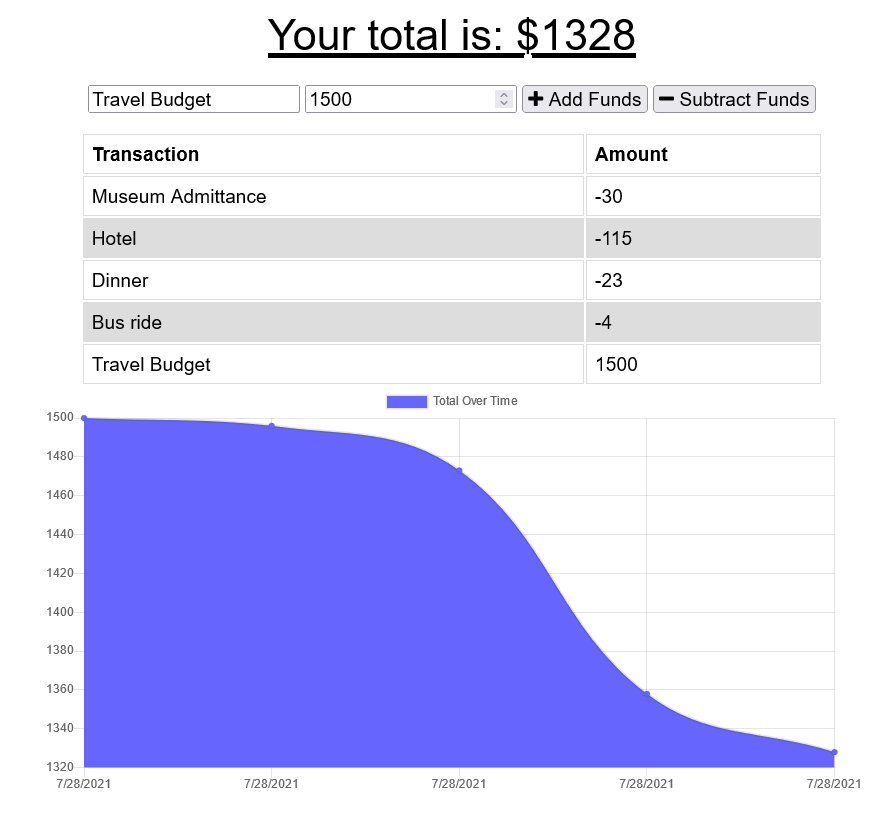 Your total is: $1328
Travel Budget 1500 Add Funds Subtract Funds
Transaction Amount
Museum Admittance -30
Hotel -115
Dinner -23
Bus ride -4
Travel Budget 1500
Total Over Time
1500
1480
1460
1440
1420
1400
1380
1360
1340
1320
7/28/2021 7/28/2021 7/28/2021 7/28/2021 7/28/2021